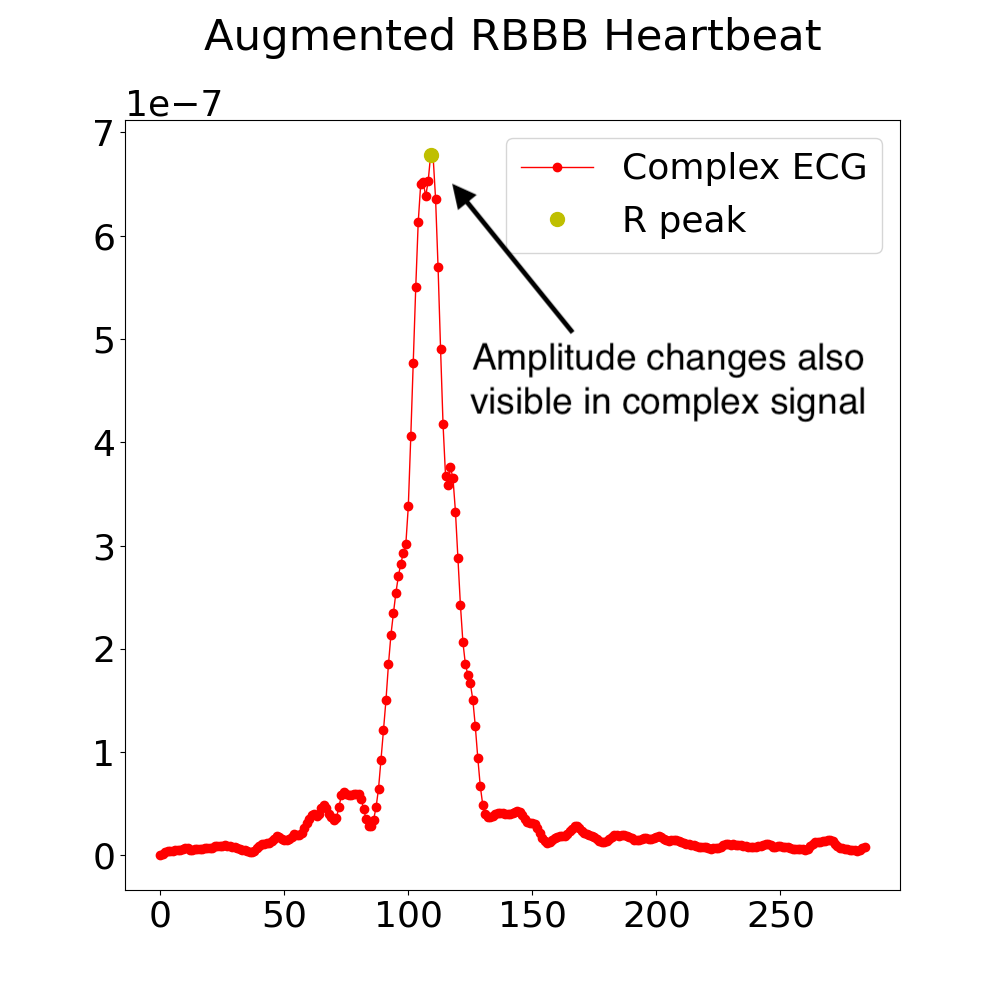 Augmented RBBB Heartbeat
1e−7
7
Complex ECG
R peak
6
5
Amplitude changes also
visible in complex signal
4
3
2
1
0
0 50 100 150 200 250